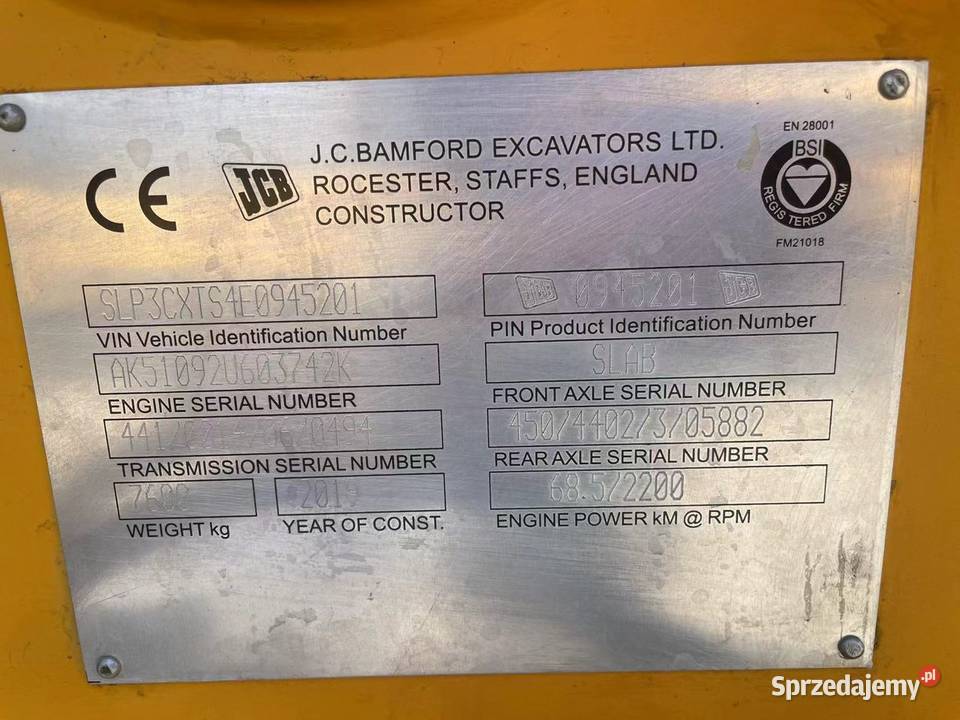 J.C.BAMFORD EXCAVATORS LTD.
ROCESTER, STAFFS, ENGLAND
CONSTRUCTOR
CE
JCB
EN 28001
BSI
REGISTERED FIRM
FM21018
SLP3CXTS4E0945201
VIN Vehicle Identification Number
JCB 0945201 JCB
PIN Product Identification Number
AK51092U603742K
ENGINE SERIAL NUMBER
SLAB
FRONT AXLE SERIAL NUMBER
TRANSMISSION SERIAL NUMBER
450/4402/3/05882
REAR AXLE SERIAL NUMBER
WEIGHT kg
2019
YEAR OF CONST.
68.5/2200
ENGINE POWER kM @ RPM
Sprzedajemy.pl